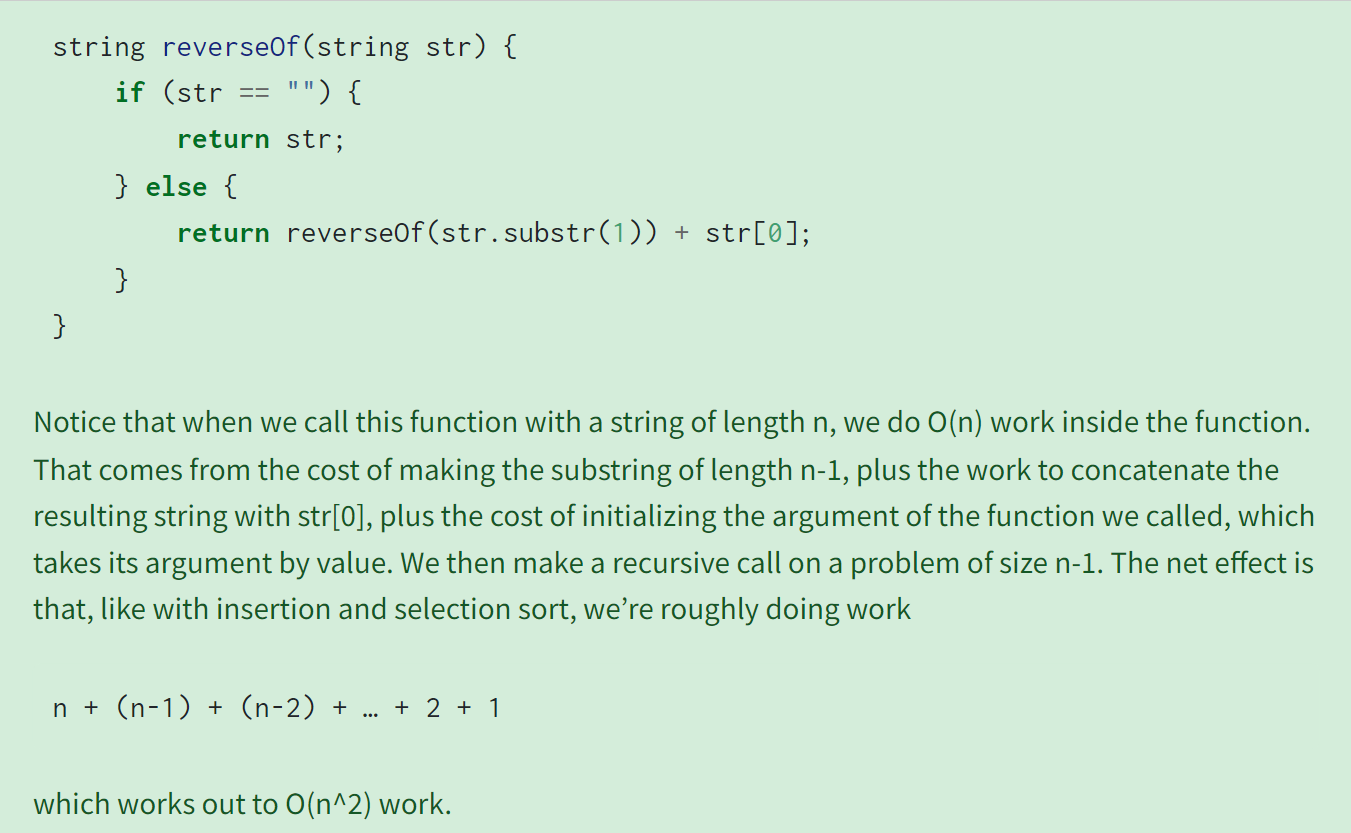 string reverseOf(string str) {
    if (str == "") {
        return str;
    } else {
        return reverseOf(str.substr(1)) + str[0];
    }
}
Notice that when we call this function with a string of length n, we do O(n) work inside the function.
That comes from the cost of making the substring of length n-1, plus the work to concatenate the
resulting string with str[0], plus the cost of initializing the argument of the function we called, which
takes its argument by value. We then make a recursive call on a problem of size n-1. The net effect is
that, like with insertion and selection sort, we’re roughly doing work
n + (n-1) + (n-2) + … + 2 + 1
which works out to O(n^2) work.